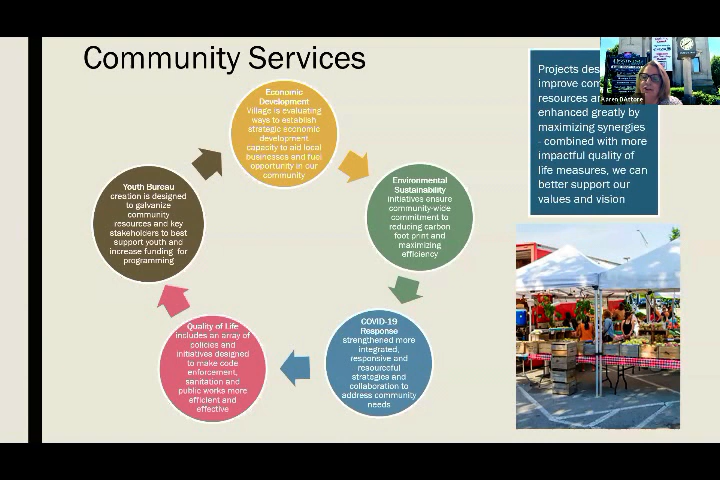 Community Services
Economic
Development
Village is evaluating
ways to establish
strategic economic
development
capacity to aid local
businesses and fuel
opportunity in our
community
Environmental
Sustainability
initiatives ensure
community-wide
commitment to
reducing carbon
foot print and
maximizing
efficiency
COVID-19
Response
strengthened more
integrated,
responsive and
resourceful
strategies and
collaboration to
address community
needs
Quality of Life
includes an array of
policies and
initiatives designed
to make code
enforcement,
sanitation and
public works more
efficient and
effective
Youth Bureau
creation is designed
to galvanize
community
resources and key
stakeholders to best
support youth and
increase funding for
programming
Projects des
improve com
resources a
enhanced greatly by
maximizing synergies
- combined with more
impactful quality of
life measures, we can
better support our
values and vision
Karen D'Attore